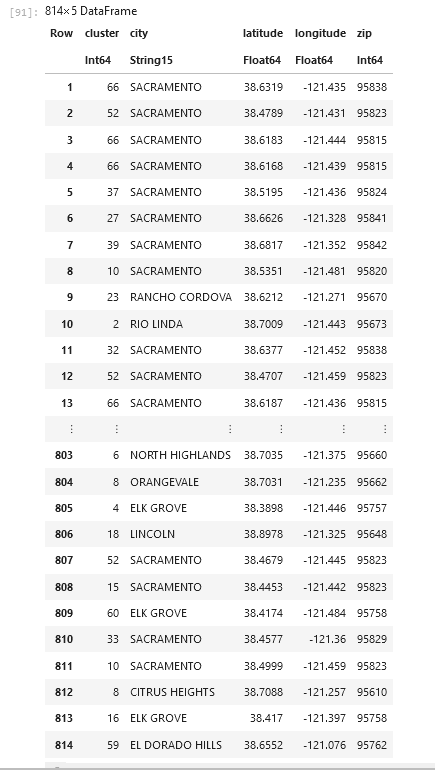 [91]: 814×5 DataFrame
Row cluster city latitude longitude zip
Int64 String15 Float64 Float64 Int64
1 66 SACRAMENTO 38.6319 -121.435 95838
2 52 SACRAMENTO 38.4789 -121.431 95823
3 66 SACRAMENTO 38.6183 -121.444 95815
4 66 SACRAMENTO 38.6168 -121.439 95815
5 37 SACRAMENTO 38.5195 -121.436 95824
6 27 SACRAMENTO 38.6626 -121.328 95841
7 39 SACRAMENTO 38.6817 -121.352 95842
8 10 SACRAMENTO 38.5351 -121.481 95820
9 23 RANCHO CORDOVA 38.6212 -121.271 95670
10 2 RIO LINDA 38.7009 -121.443 95673
11 32 SACRAMENTO 38.6377 -121.452 95838
12 52 SACRAMENTO 38.4707 -121.459 95823
13 66 SACRAMENTO 38.6187 -121.436 95815
⋮ ⋮ ⋮ ⋮ ⋮ ⋮
803 6 NORTH HIGHLANDS 38.7035 -121.375 95660
804 8 ORANGEVALE 38.7031 -121.235 95662
805 4 ELK GROVE 38.3898 -121.446 95757
806 18 LINCOLN 38.8978 -121.325 95648
807 52 SACRAMENTO 38.4679 -121.445 95823
808 15 SACRAMENTO 38.4453 -121.442 95823
809 60 ELK GROVE 38.4174 -121.484 95758
810 33 SACRAMENTO 38.4577 -121.36 95829
811 10 SACRAMENTO 38.4999 -121.459 95823
812 8 CITRUS HEIGHTS 38.7088 -121.257 95610
813 16 ELK GROVE 38.417 -121.397 95758
814 59 EL DORADO HILLS 38.6552 -121.076 95762